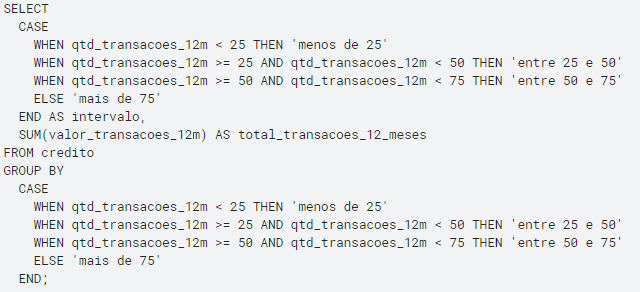 SELECT
  CASE
    WHEN qtd_transacoes_12m < 25 THEN 'menos de 25'
    WHEN qtd_transacoes_12m >= 25 AND qtd_transacoes_12m < 50 THEN 'entre 25 e 50'
    WHEN qtd_transacoes_12m >= 50 AND qtd_transacoes_12m < 75 THEN 'entre 50 e 75'
    ELSE 'mais de 75'
  END AS intervalo,
  SUM(valor_transacoes_12m) AS total_transacoes_12_meses
FROM credito
GROUP BY
  CASE
    WHEN qtd_transacoes_12m < 25 THEN 'menos de 25'
    WHEN qtd_transacoes_12m >= 25 AND qtd_transacoes_12m < 50 THEN 'entre 25 e 50'
    WHEN qtd_transacoes_12m >= 50 AND qtd_transacoes_12m < 75 THEN 'entre 50 e 75'
    ELSE 'mais de 75'
  END;